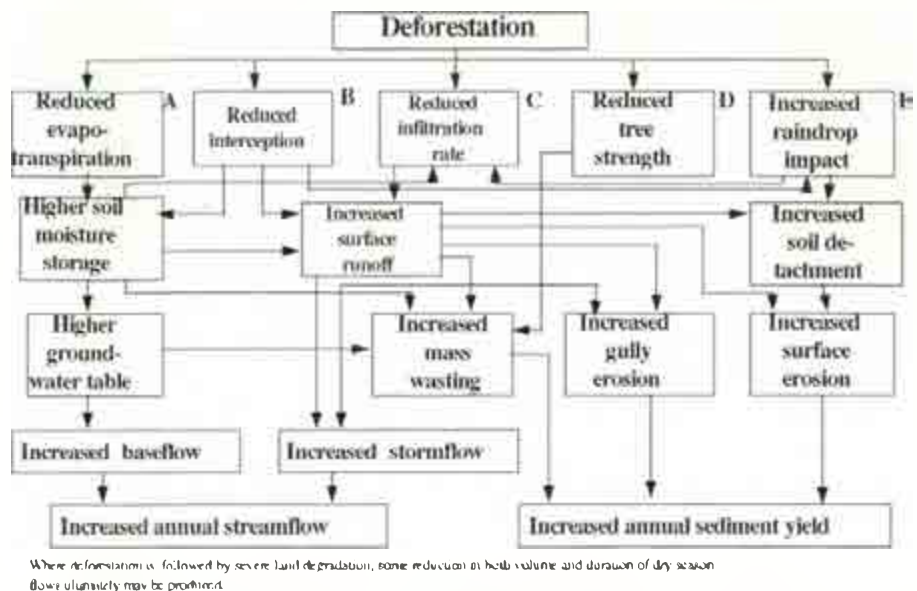 Deforestation
Reduced
evapo-
transpiration
A
Reduced
interception
B
Reduced
infiltration
rate
C
Reduced
tree
strength
D
Increased
raindrop
impact
E
Higher soil
moisture
storage
Increased
surface
runoff
Increased
soil de-
tachment
Higher
ground-
water table
Increased
mass
wasting
Increased
gully
erosion
Increased
surface
erosion
Increased baseflow
Increased stormflow
Increased annual streamflow
Increased annual sediment yield
Where deforestation is followed by severe land degradation, some reduction in both volume and duration of dry season
flows ultimately may be produced